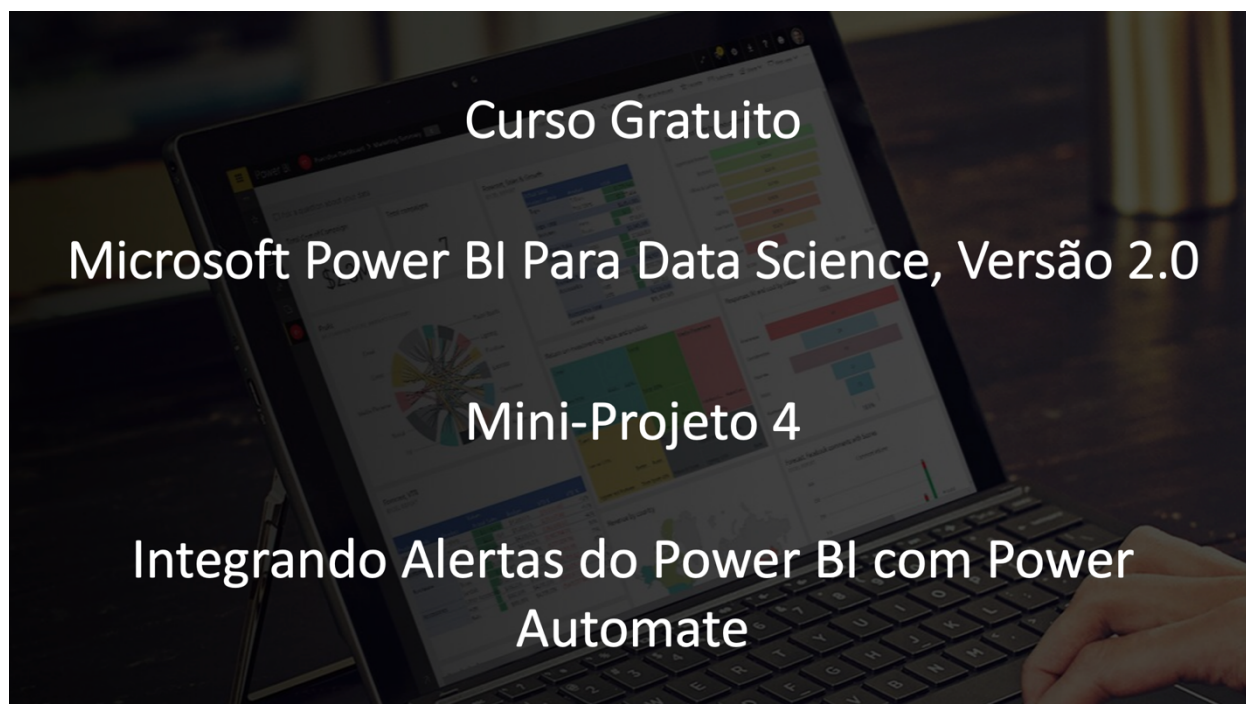 Curso Gratuito
Microsoft Power BI Para Data Science, Versão 2.0
Mini-Projeto 4
Integrando Alertas do Power BI com Power
Automate